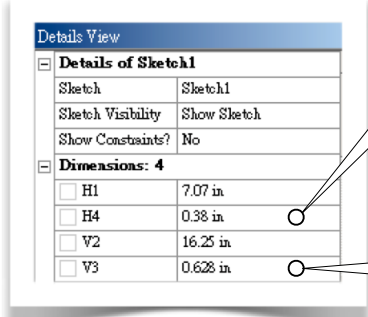 Details View
Details of Sketch1
Sketch Sketch1
Sketch Visibility Show Sketch
Show Constraints? No
Dimensions: 4
H1 7.07 in
H4 0.38 in
V2 16.25 in
V3 0.628 in